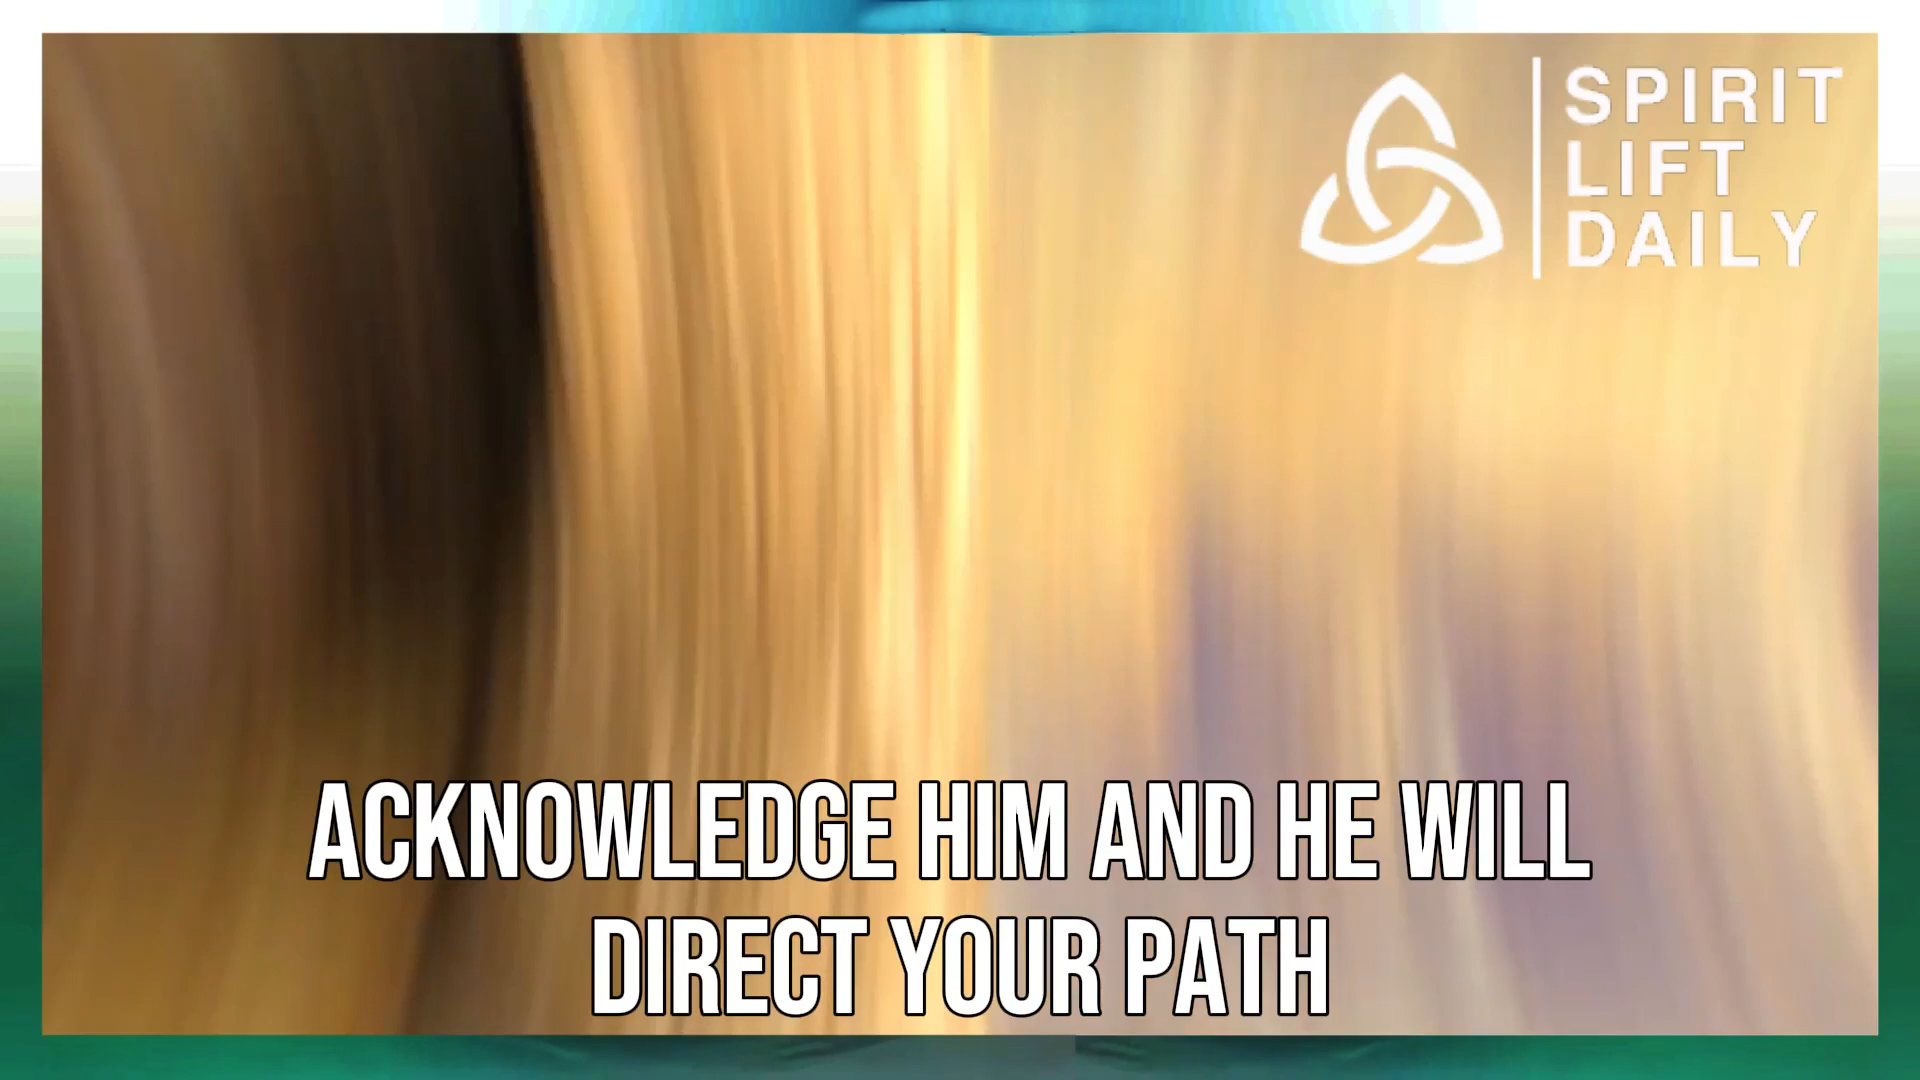 SPIRIT
LIFT
DAILY
ACKNOWLEDGE HIM AND HE WILL
DIRECT YOUR PATH